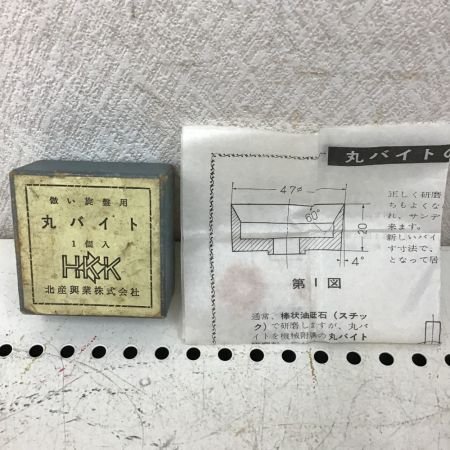 倣い旋盤用
丸バイト
1個入
HKK
北産興業株式会社
丸バイトの
47φ
60°
20
4°
第1図
正しく研磨
ちもよくな
れ、サンデ
来ます。
新しいバイ
す寸法で、
となって居
通常、棒状油砥石(スチッ
ク)で研磨しますが、丸バ
イトを機械附属の丸バイト